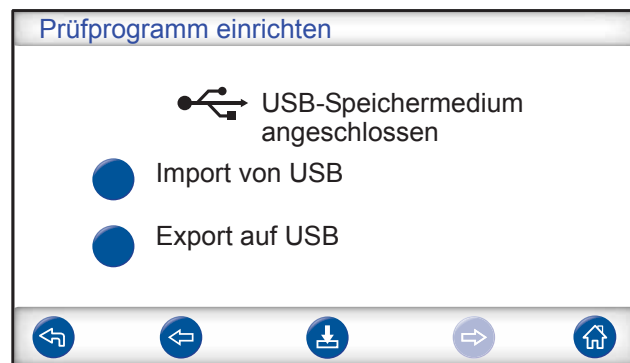 Prüfprogramm einrichten
USB-Speichermedium
angeschlossen
Import von USB
Export auf USB